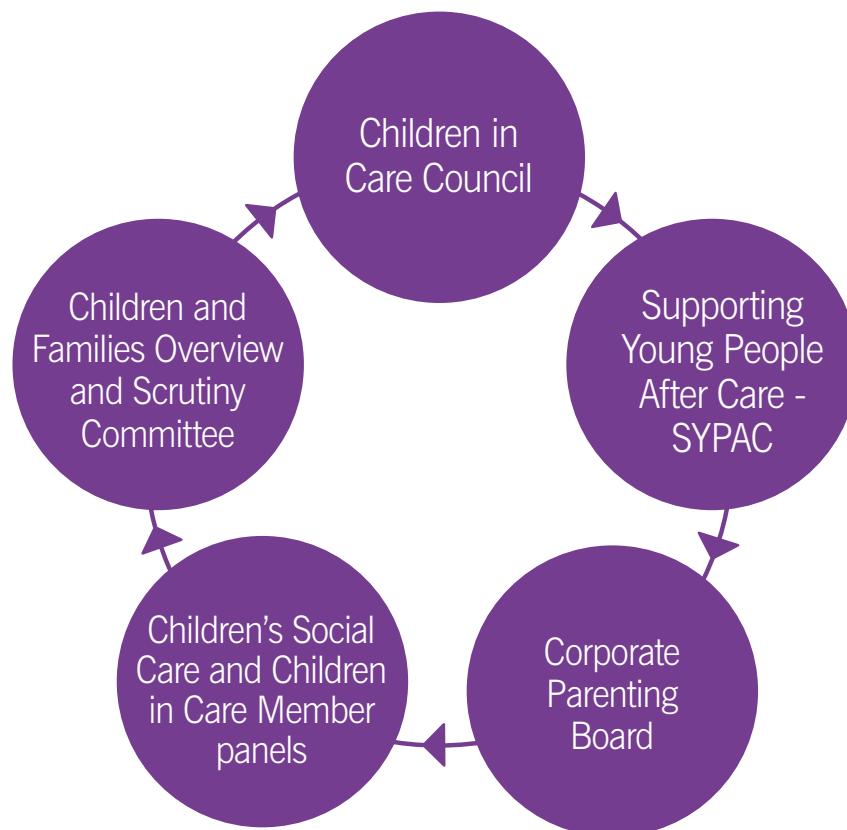 Children in
Care Council
Supporting
Young People
After Care -
SYPAC
Corporate
Parenting
Board
Children’s Social
Care and Children
in Care Member
panels
Children and
Families Overview
and Scrutiny
Committee